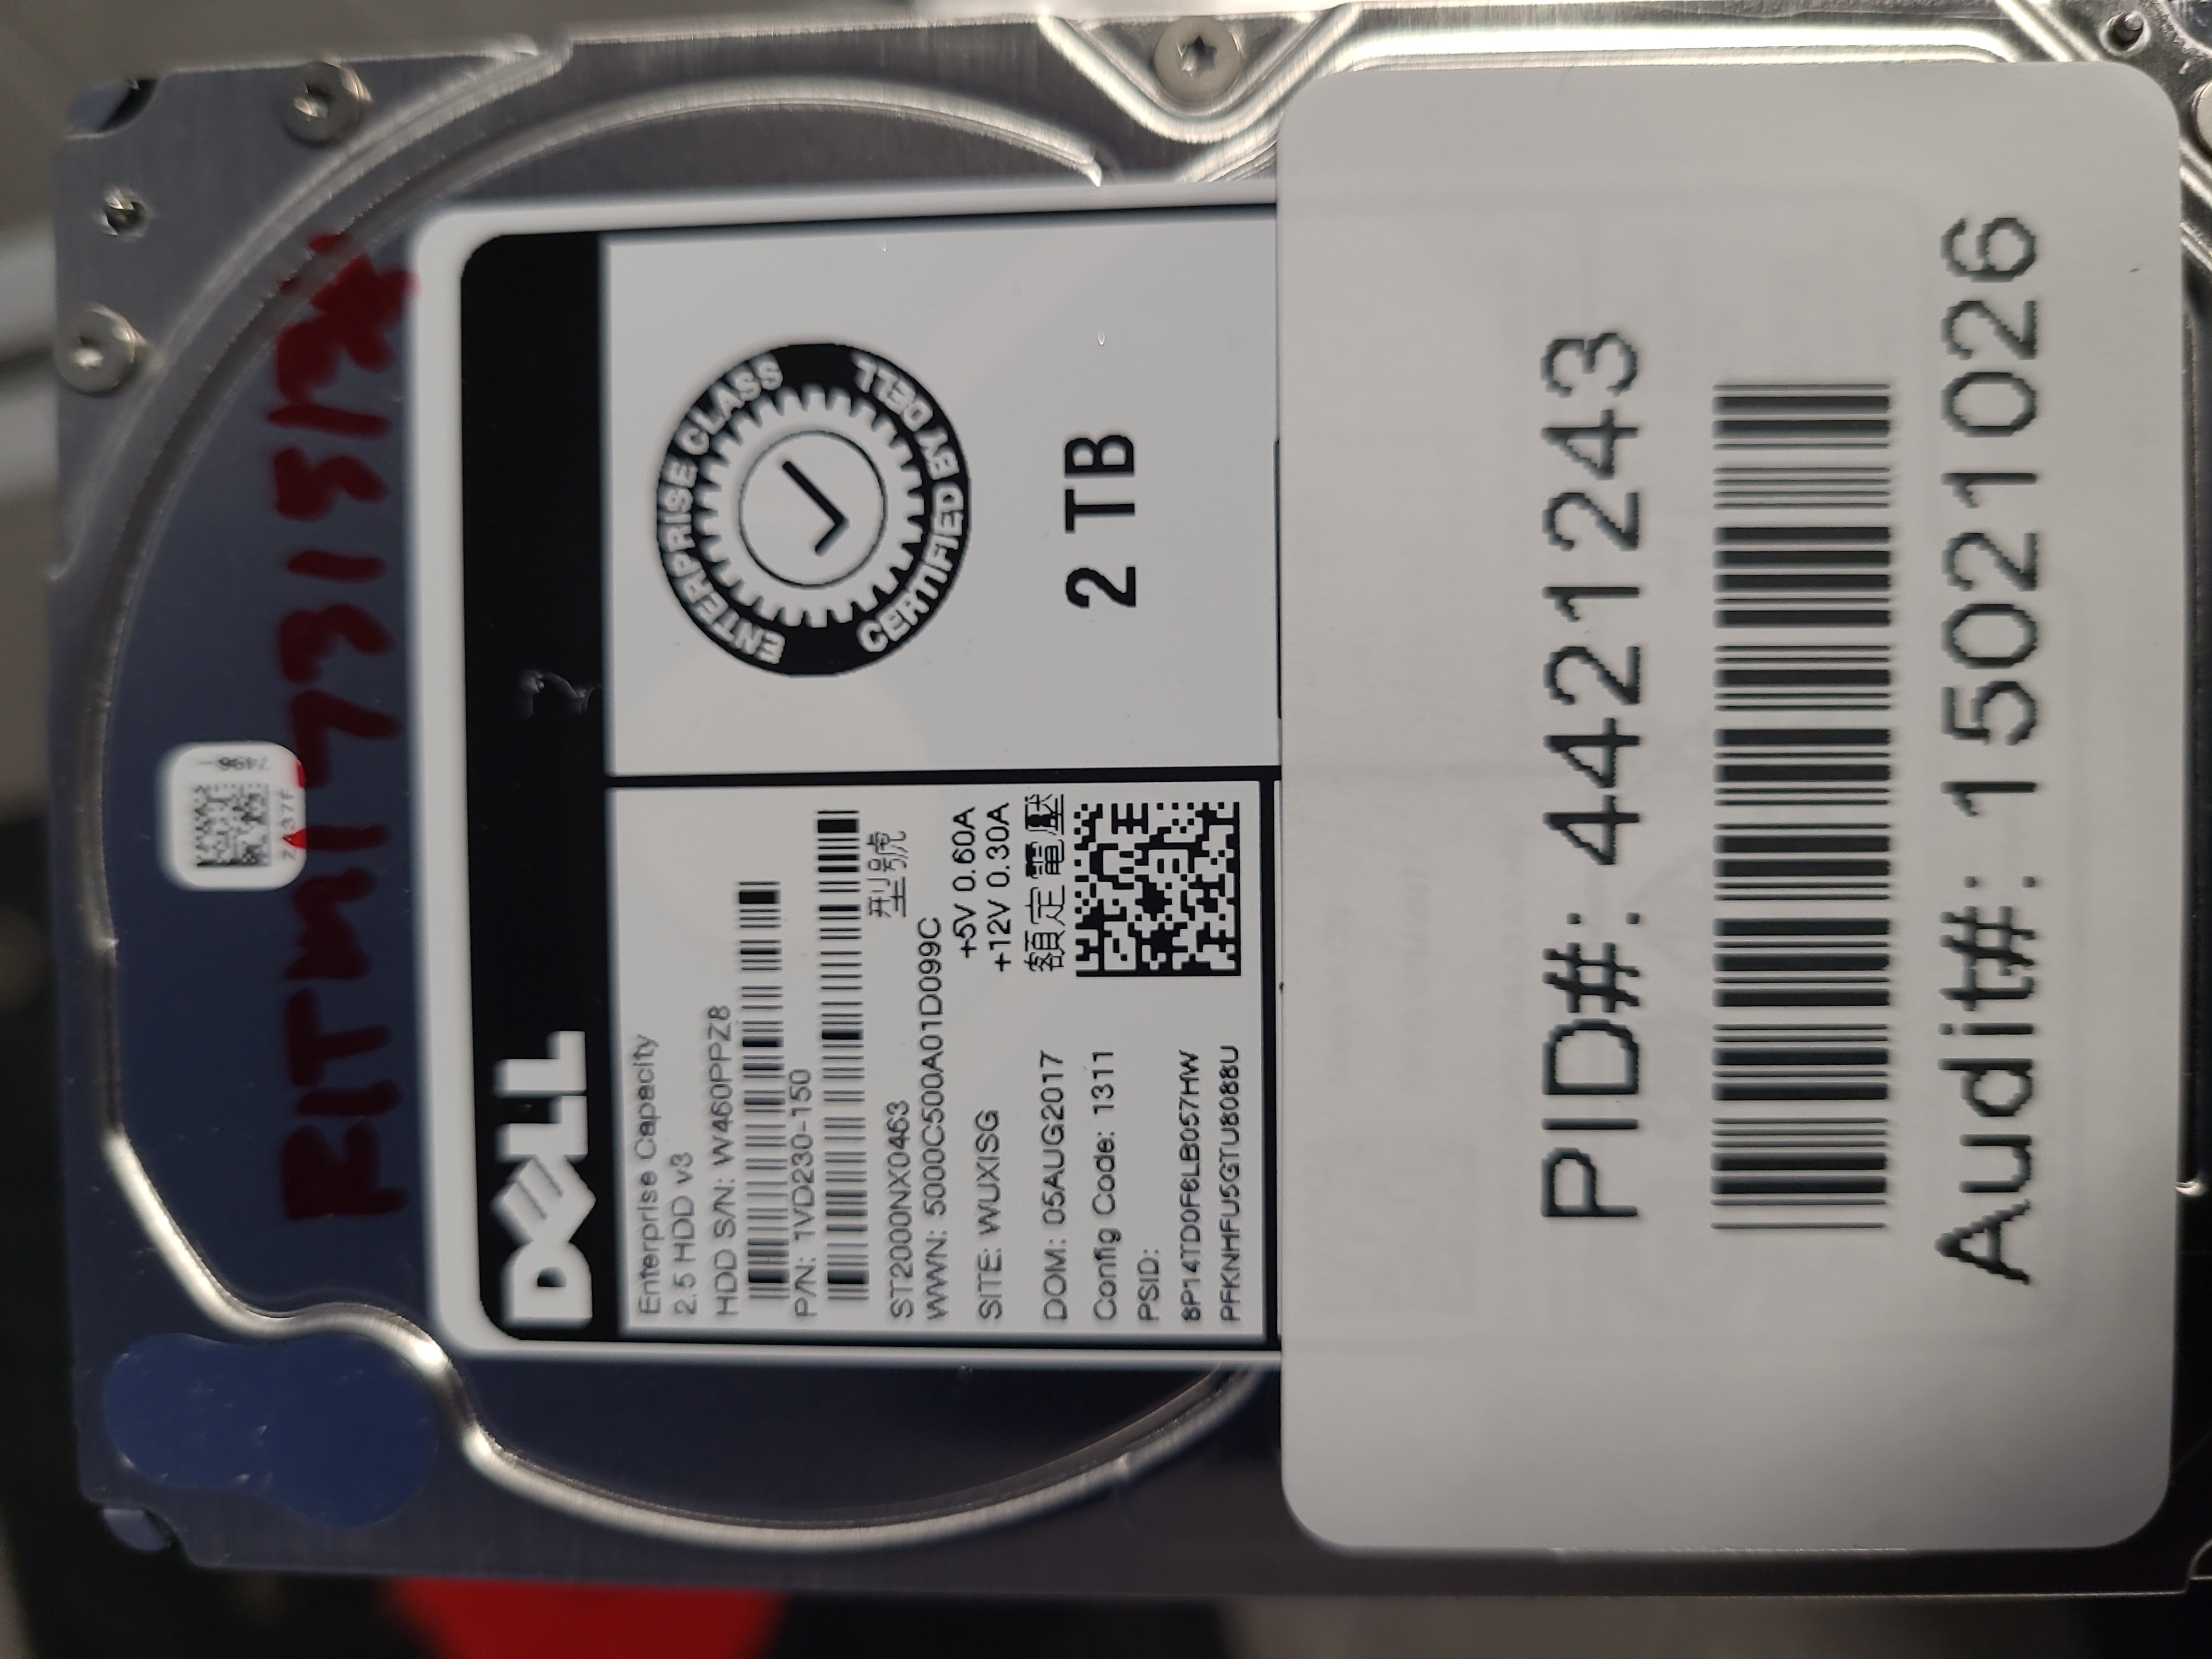 7496
2A37F
DELL
Enterprise Capacity
2.5 HDD v3
HDD S/N: W460PPZ8
P/N: 1VD230-150
ST2000NX0463 型號
WWN: 5000C500A01D099C
+5V 0.60A
SITE: WUXISG
+12V 0.30A
DOM: 05AUG2017 額定電壓
Config Code: 1311
PSID:
8P14TD0F6LB057HW
PFKNHFU5GTU8088U
ENTERPRISE CLASS
CERTIFIED BY DELL
2 TB
PID#: 4421243
Audit#: 15021026